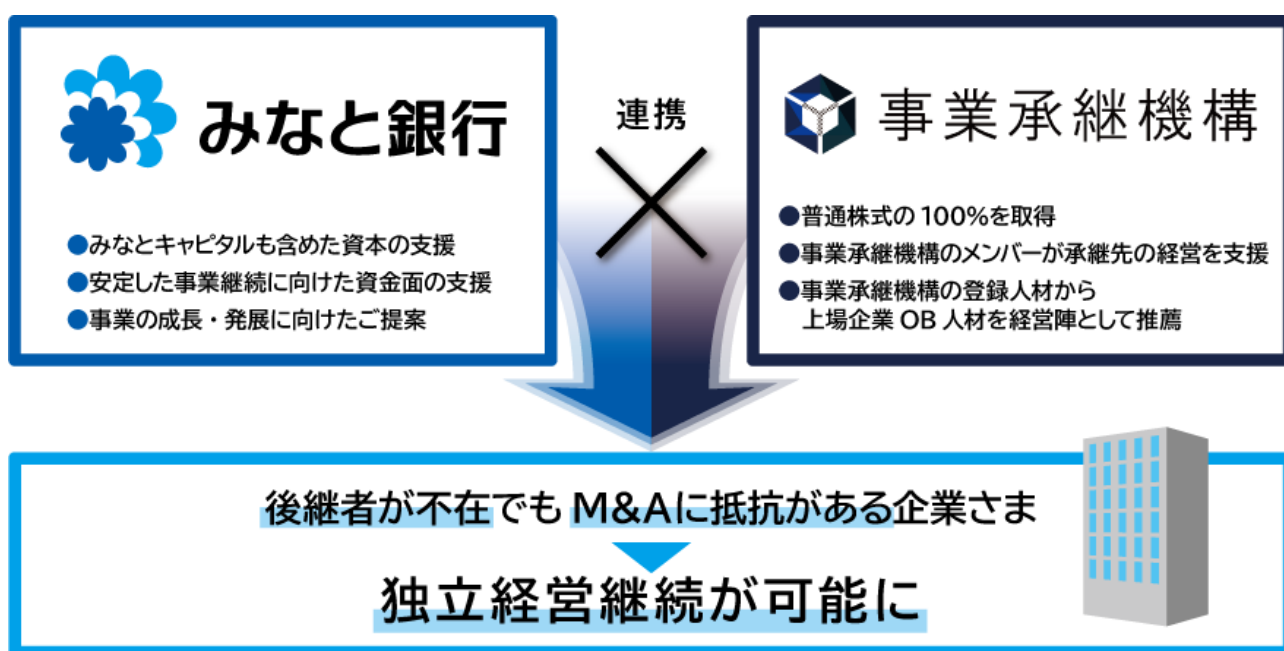 みなと銀行
●みなとキャピタルも含めた資本の支援
●安定した事業継続に向けた資金面の支援
●事業の成長・発展に向けたご提案
連携
事業承継機構
●普通株式の100%を取得
●事業承継機構のメンバーが承継先の経営を支援
●事業承継機構の登録人材から
上場企業OB人材を経営陣として推薦
後継者が不在でもM&Aに抵抗がある企業さま
独立経営継続が可能に